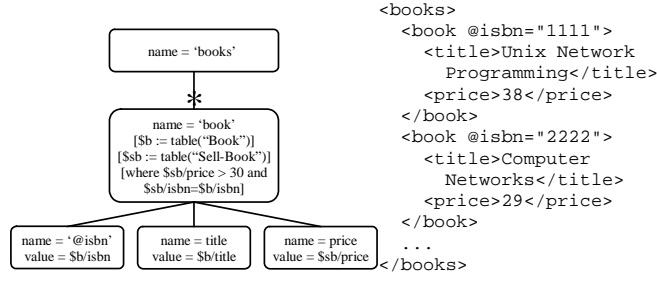 name = ‘books’
*
name = ‘book’
[$b := table(“Book”)]
[$sb := table(“Sell-Book”)]
[where $sb/price > 30 and
$sb/isbn=$b/isbn]
name = ‘@isbn’
value = $b/isbn
name = title
value = $b/title
name = price
value = $sb/price
<books>
<book @isbn="1111">
<title>Unix Network
Programming</title>
<price>38</price>
</book>
<book @isbn="2222">
<title>Computer
Networks</title>
<price>29</price>
</book>
...
</books>